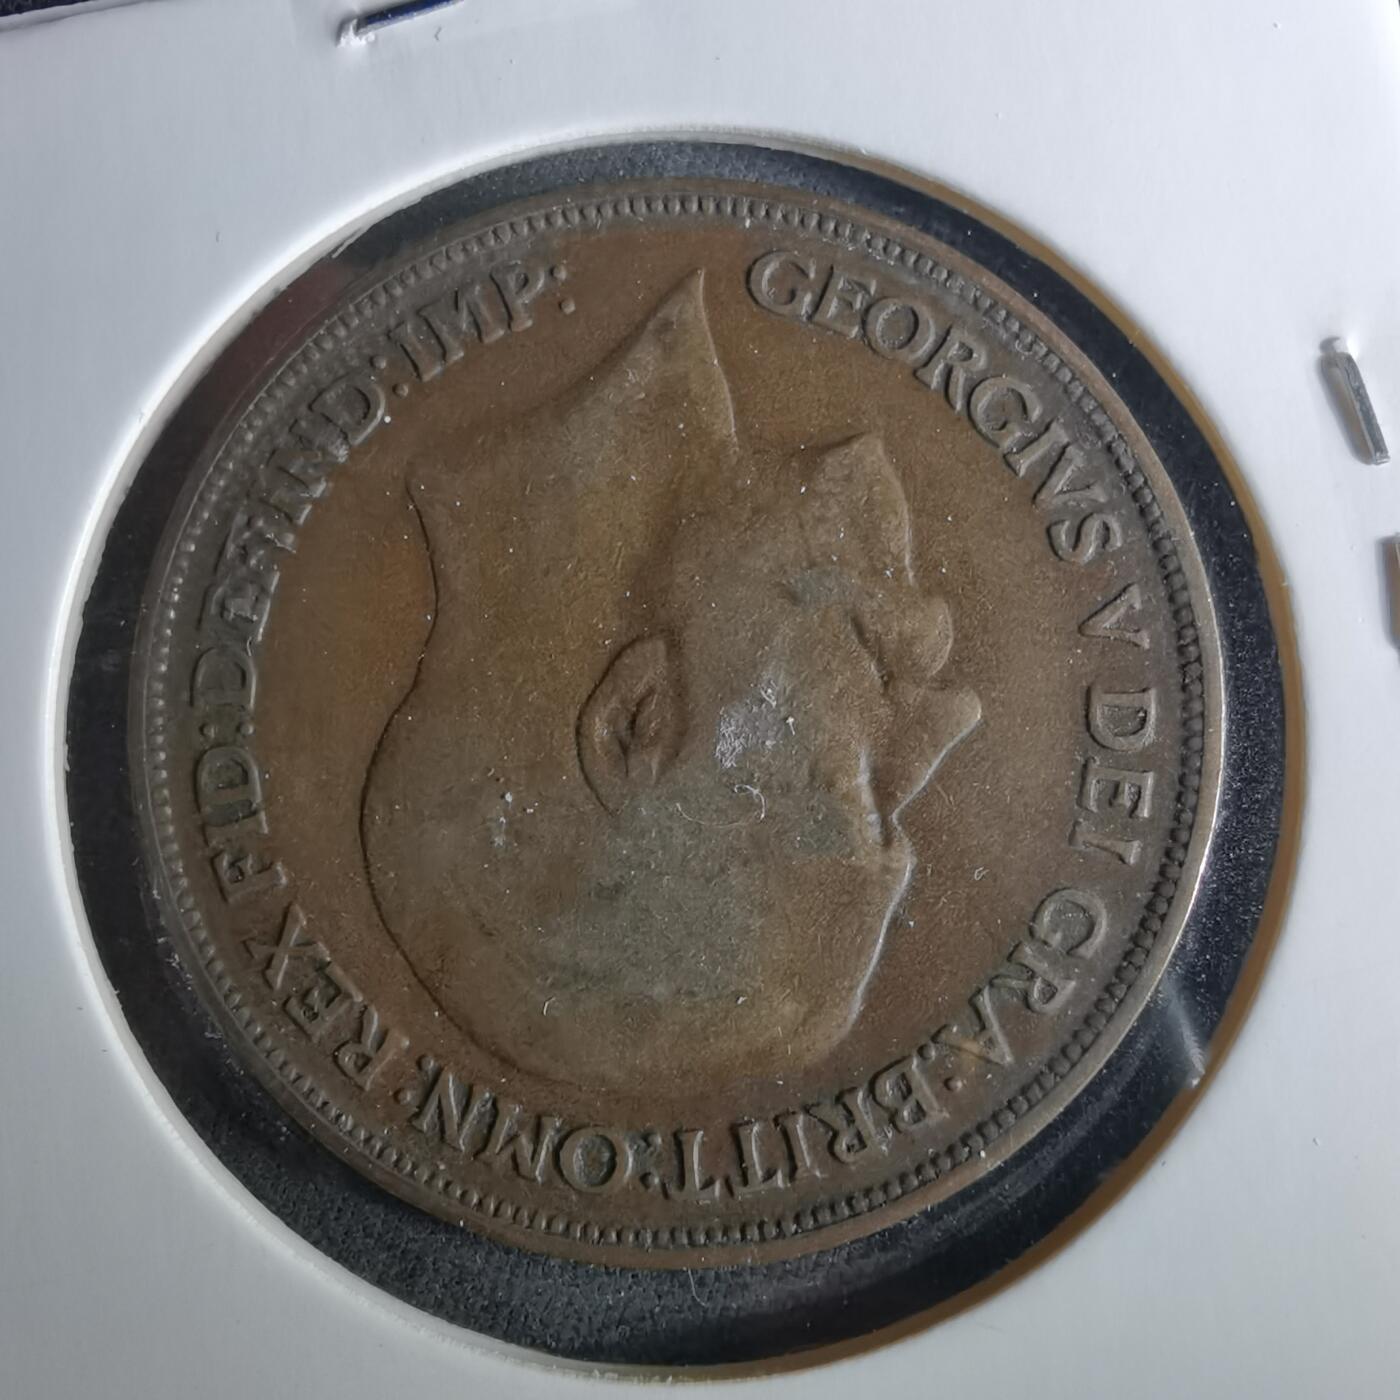 GEORGIVS V DEI GRA: BRITT: OMN: REX FID: DEF: IND: IMP: